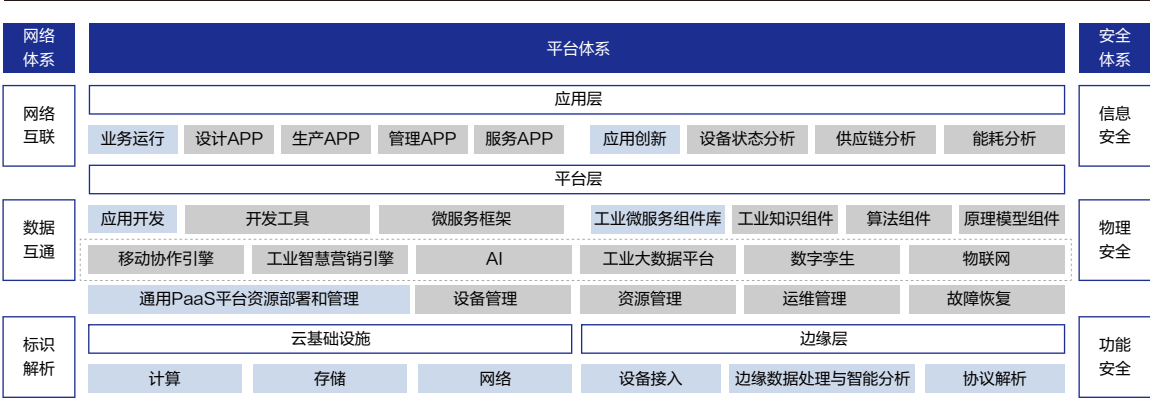 网络
体系
平台体系
安全
体系
网络
互联
数据
互通
标识
解析
应用层
业务运行 设计APP 生产APP 管理APP 服务APP 应用创新 设备状态分析 供应链分析 能耗分析
平台层
应用开发 开发工具 微服务框架 工业微服务组件库 工业知识组件 算法组件 原理模型组件
移动协作引擎 工业智慧营销引擎 AI 工业大数据平台 数字孪生 物联网
通用PaaS平台资源部署和管理 设备管理 资源管理 运维管理 故障恢复
云基础设施 边缘层
计算 存储 网络 设备接入 边缘数据处理与智能分析 协议解析
信息
安全
物理
安全
功能
安全